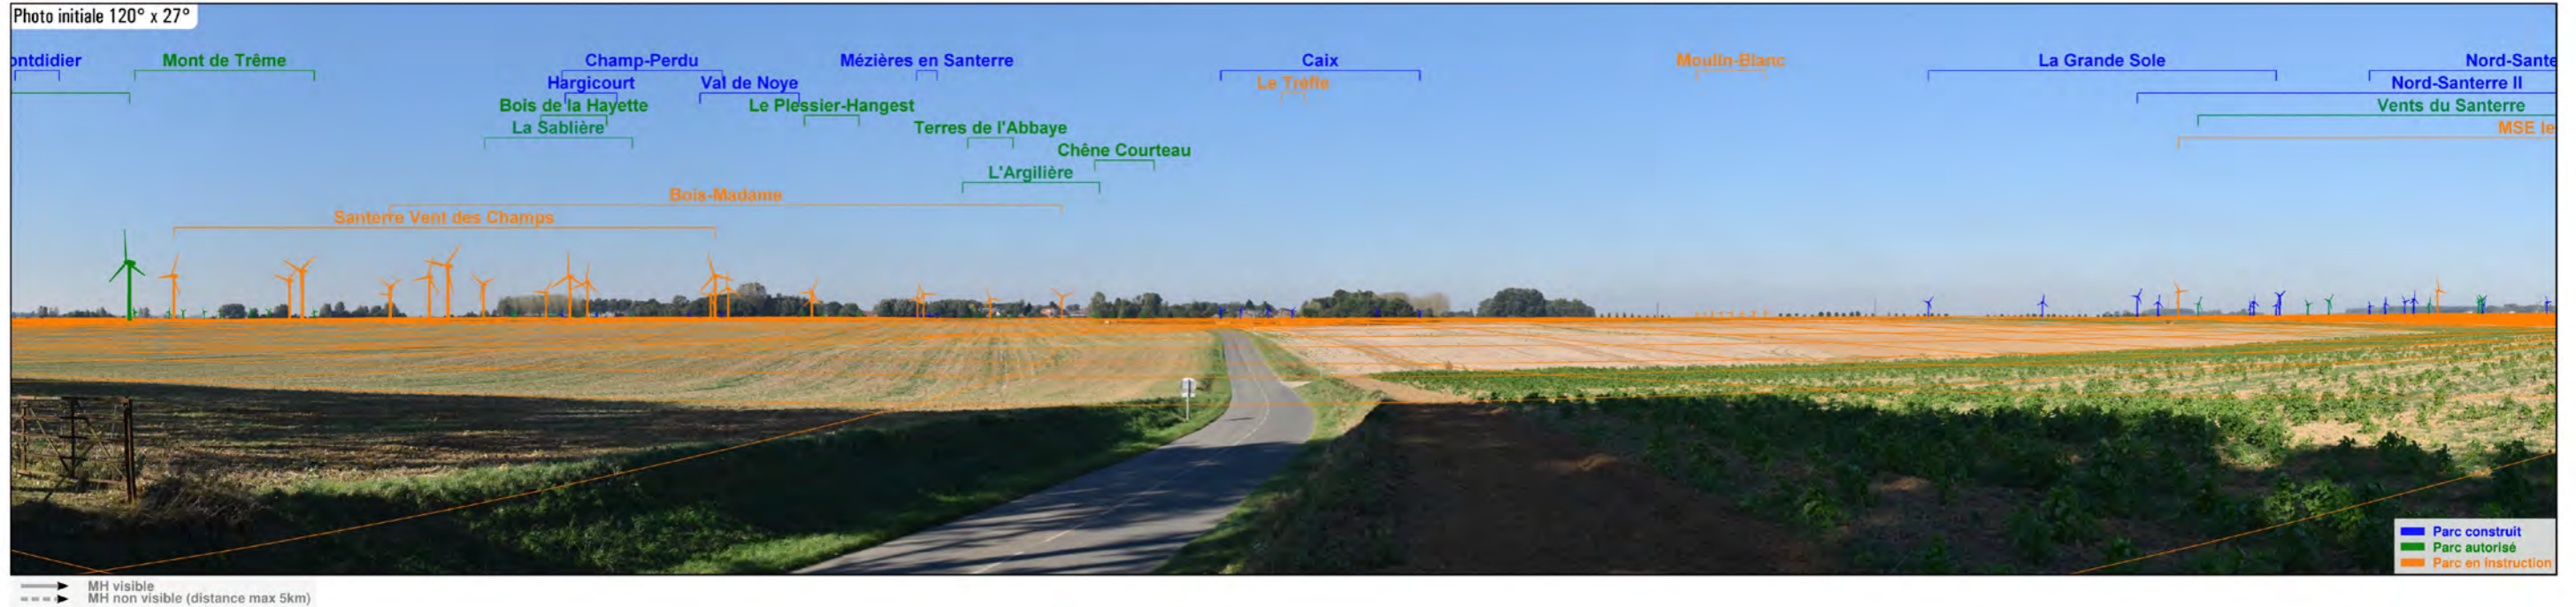 Photo initiale 120° x 27°
ontdidier Mont de Trême Champ-Perdu Mézières en Santerre Caix Moulin-Blanc La Grande Sole Nord-Sante
Hargicourt Val de Noye Le Trèfle Nord-Santerre II
Bois de la Hayette Le Plessier-Hangest Vents du Santerre
La Sablière Terres de l'Abbaye MSE le
Chêne Courteau
L'Argilière
Bois-Madame
Santerre Vent des Champs
Parc construit
Parc autorisé
Parc en instruction
MH visible
MH non visible (distance max 5km)